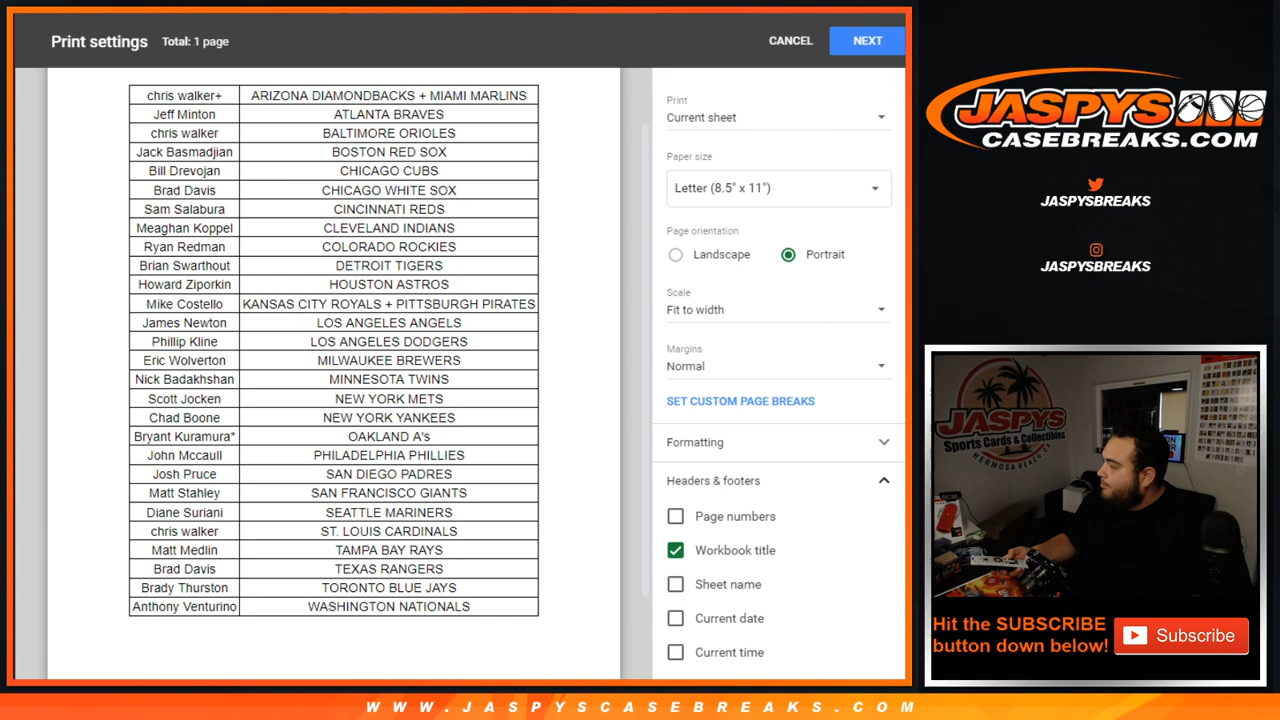 Print settings Total: 1 page CANCEL NEXT
chris walker+ ARIZONA DIAMONDBACKS + MIAMI MARLINS
Jeff Minton ATLANTA BRAVES
chris walker BALTIMORE ORIOLES
Jack Basmadjian BOSTON RED SOX
Bill Drevojan CHICAGO CUBS
Brad Davis CHICAGO WHITE SOX
Sam Salabura CINCINNATI REDS
Meaghan Koppel CLEVELAND INDIANS
Ryan Redman COLORADO ROCKIES
Brian Swarthout DETROIT TIGERS
Howard Ziporkin HOUSTON ASTROS
Mike Costello KANSAS CITY ROYALS + PITTSBURGH PIRATES
James Newton LOS ANGELES ANGELS
Phillip Kline LOS ANGELES DODGERS
Eric Wolverton MILWAUKEE BREWERS
Nick Badakhshan MINNESOTA TWINS
Scott Jocken NEW YORK METS
Chad Boone NEW YORK YANKEES
Bryant Kuramura* OAKLAND A's
John Mccaull PHILADELPHIA PHILLIES
Josh Pruce SAN DIEGO PADRES
Matt Stahley SAN FRANCISCO GIANTS
Diane Suriani SEATTLE MARINERS
chris walker ST. LOUIS CARDINALS
Matt Medlin TAMPA BAY RAYS
Brad Davis TEXAS RANGERS
Brady Thurston TORONTO BLUE JAYS
Anthony Venturino WASHINGTON NATIONALS
Print
Current sheet
Paper size
Letter (8.5" x 11")
Page orientation
Landscape Portrait
Scale
Fit to width
Margins
Normal
SET CUSTOM PAGE BREAKS
Formatting
Headers & footers
Page numbers
Workbook title
Sheet name
Current date
Current time
JASPYS
CASEBREAKS.COM
JASPYSBREAKS
JASPYSBREAKS
JASPYS
Sports Cards & Collectibles
HERMOSA BEACH, CA
Hit the SUBSCRIBE
button down below!
Subscribe
WWW.JASPYSCASEBREAKS.COM